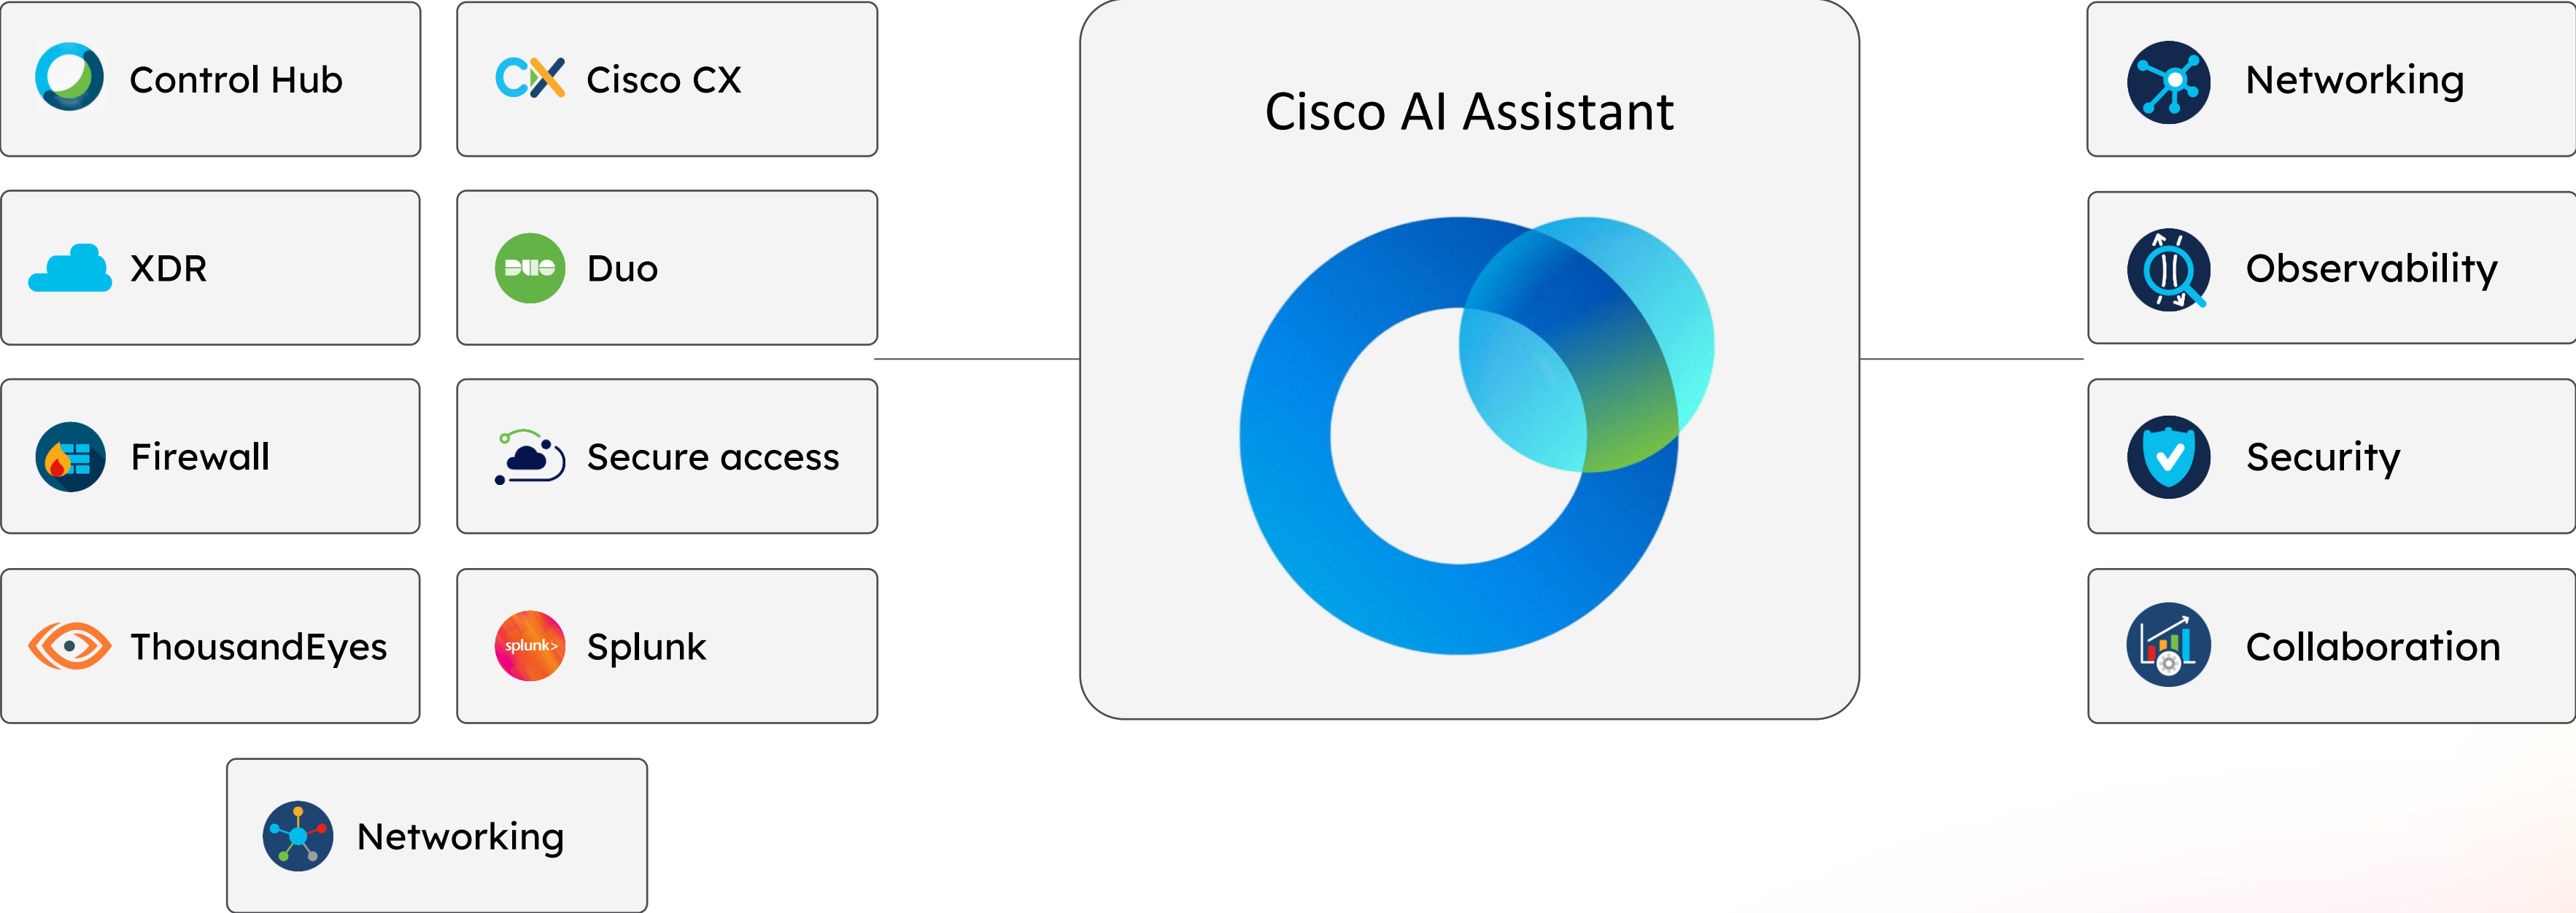 Control Hub
Cisco CX
XDR
Duo
Firewall
Secure access
ThousandEyes
splunk>
Splunk
Networking
Cisco AI Assistant
Networking
Observability
Security
Collaboration